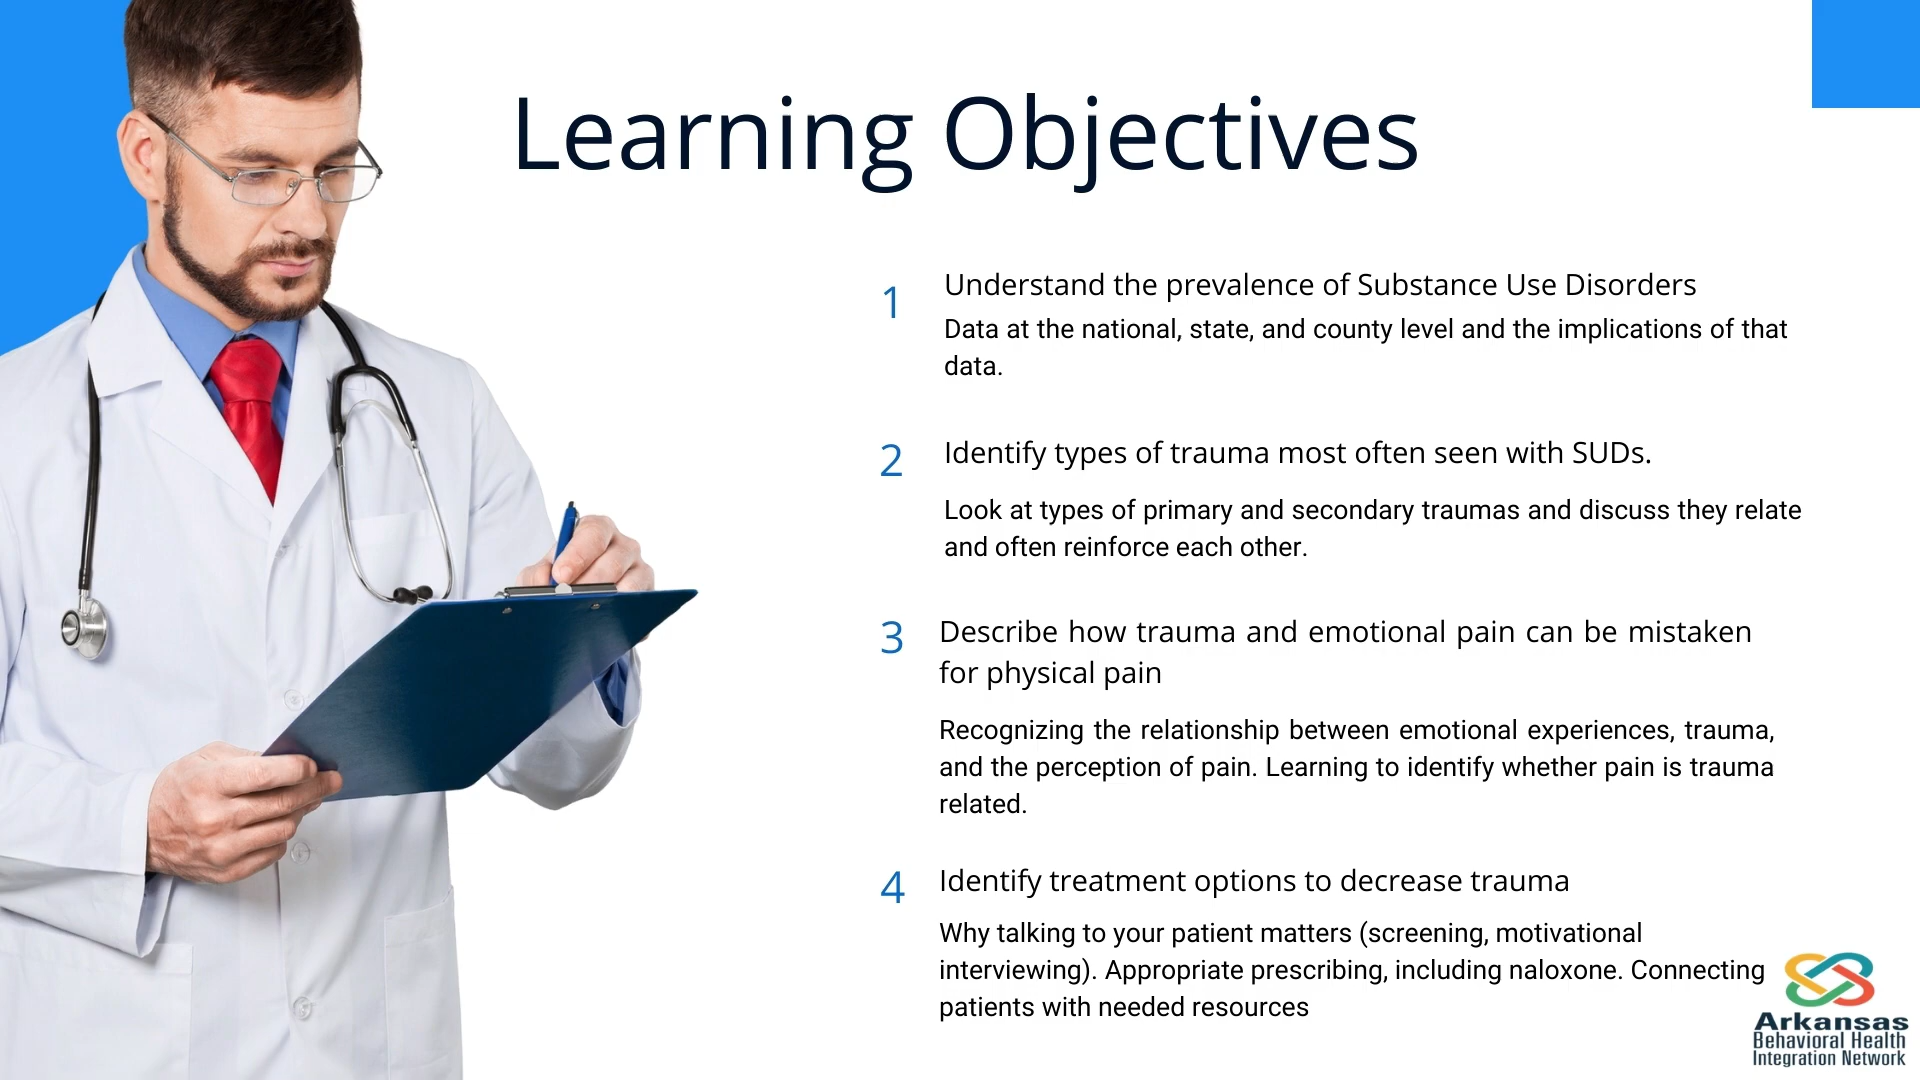 Learning Objectives
1
Understand the prevalence of Substance Use Disorders
Data at the national, state, and county level and the implications of that
data.
2
Identify types of trauma most often seen with SUDs.
Look at types of primary and secondary traumas and discuss they relate
and often reinforce each other.
3
Describe how trauma and emotional pain can be mistaken
for physical pain
Recognizing the relationship between emotional experiences, trauma,
and the perception of pain. Learning to identify whether pain is trauma
related.
4
Identify treatment options to decrease trauma
Why talking to your patient matters (screening, motivational
interviewing). Appropriate prescribing, including naloxone. Connecting
patients with needed resources
Arkansas
Behavioral Health
Integration Network